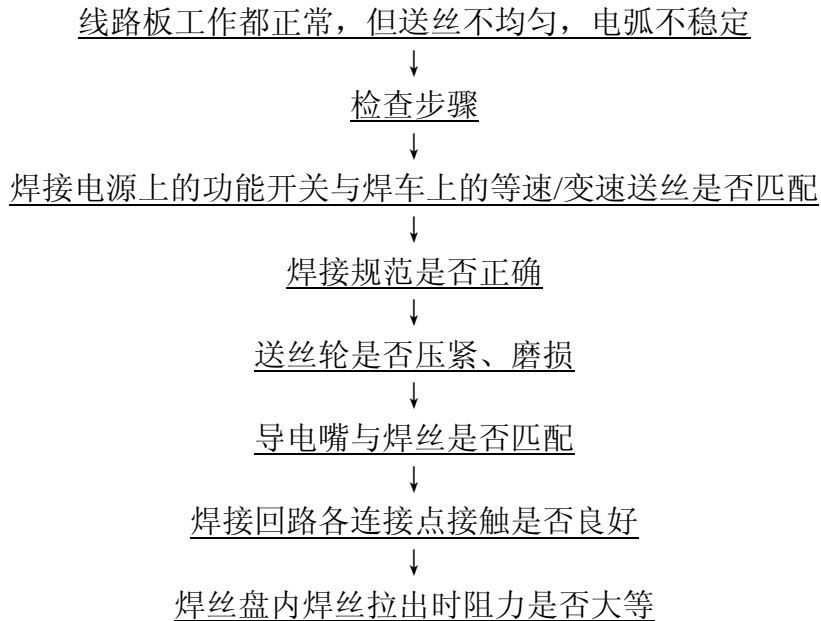 线路板工作都正常，但送丝不均匀，电弧不稳定
检查步骤
焊接电源上的功能开关与焊车上的等速/变速送丝是否匹配
焊接规范是否正确
送丝轮是否压紧、磨损
导电嘴与焊丝是否匹配
焊接回路各连接点接触是否良好
焊丝盘内焊丝拉出时阻力是否大等